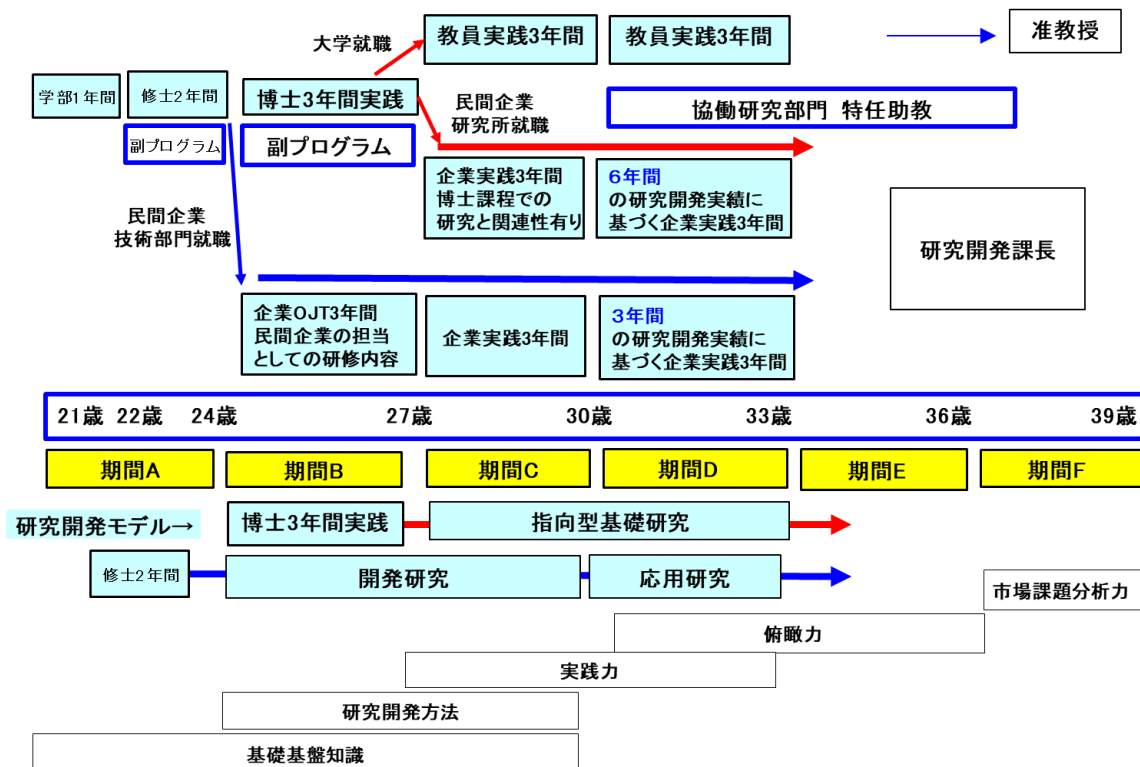 大学就職
教員実践3年間
教員実践3年間
准教授
学部1年間
修士2年間
博士3年間実践
民間企業
研究所就職
協働研究部門 特任助教
副プログラム
副プログラム
企業実践3年間
博士課程での
研究と関連性有り
6年間
の研究開発実績に
基づく企業実践3年間
民間企業
技術部門就職
研究開発課長
企業OJT3年間
民間企業の担当
としての研修内容
企業実践3年間
3年間
の研究開発実績に
基づく企業実践3年間
21歳 22歳 24歳 27歳 30歳 33歳 36歳 39歳
期間A 期間B 期間C 期間D 期間E 期間F
研究開発モデル→
博士3年間実践
指向型基礎研究
修士2年間
開発研究
応用研究
市場課題分析力
俯瞰力
実践力
研究開発方法
基礎基盤知識